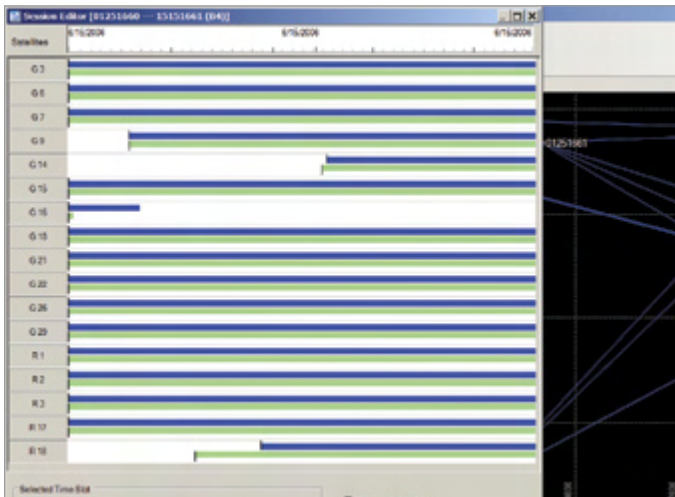 Session Editor [01251660 --- 15151661 (B4)]
Satellites
6/15/2006 6/15/2006 6/15/2006
G 3
G 6
G 7
G 9
G 14
G 15
G 16
G 18
G 21
G 22
G 26
G 29
R 1
R 2
R 3
R 17
R 18
01251661
Selected Time Slot